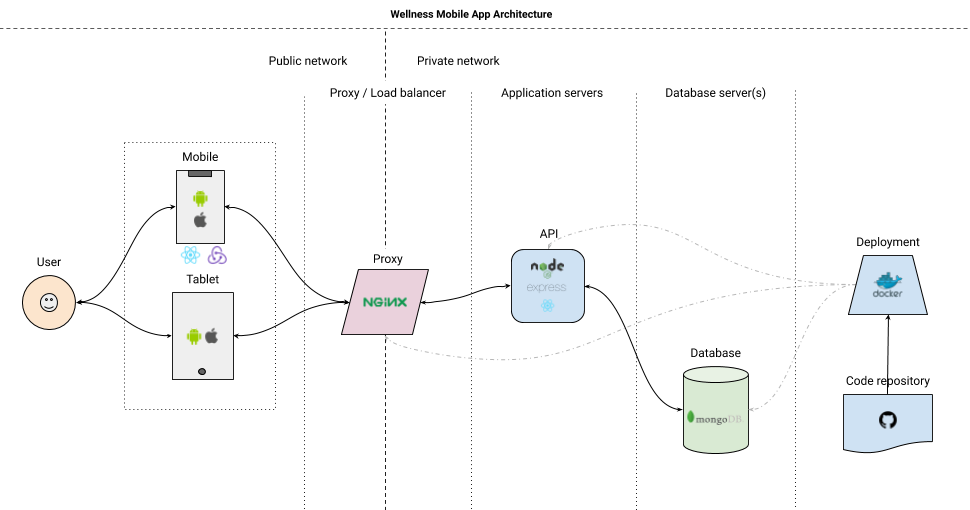 Wellness Mobile App Architecture
Public network
Private network
Proxy / Load balancer
Application servers
Database server(s)
Mobile
API
Deployment
User
Proxy
node
express
docker
Tablet
NGINX
Database
Code repository
mongoDB